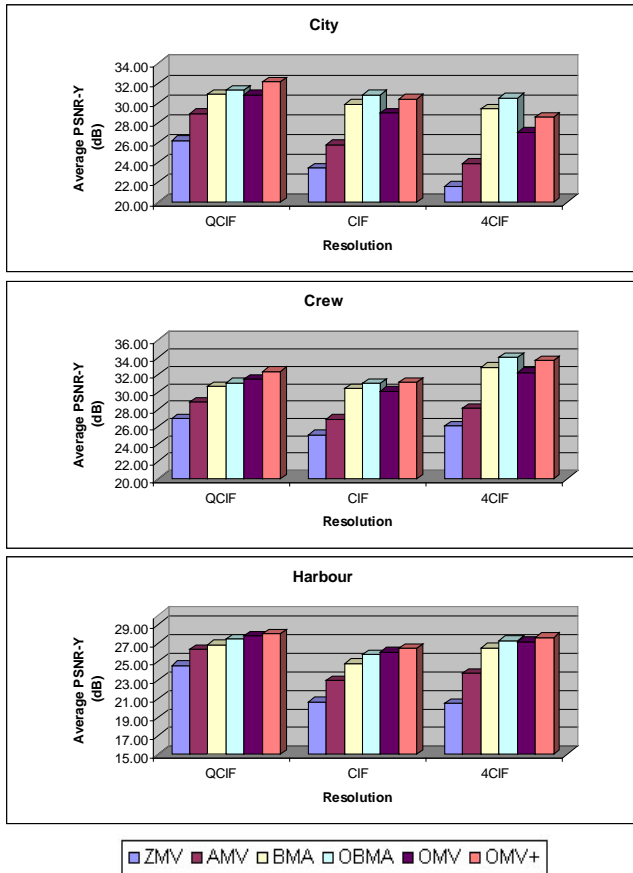 City
34.00
32.00
30.00
28.00
26.00
24.00
22.00
20.00
Average PSNR-Y
(dB)
QCIF CIF 4CIF
Resolution
Crew
36.00
34.00
32.00
30.00
28.00
26.00
24.00
22.00
20.00
Average PSNR-Y
(dB)
QCIF CIF 4CIF
Resolution
Harbour
29.00
27.00
25.00
23.00
21.00
19.00
17.00
15.00
Average PSNR-Y
(dB)
QCIF CIF 4CIF
Resolution
ZMV AMV BMA OBMA OMV OMV+